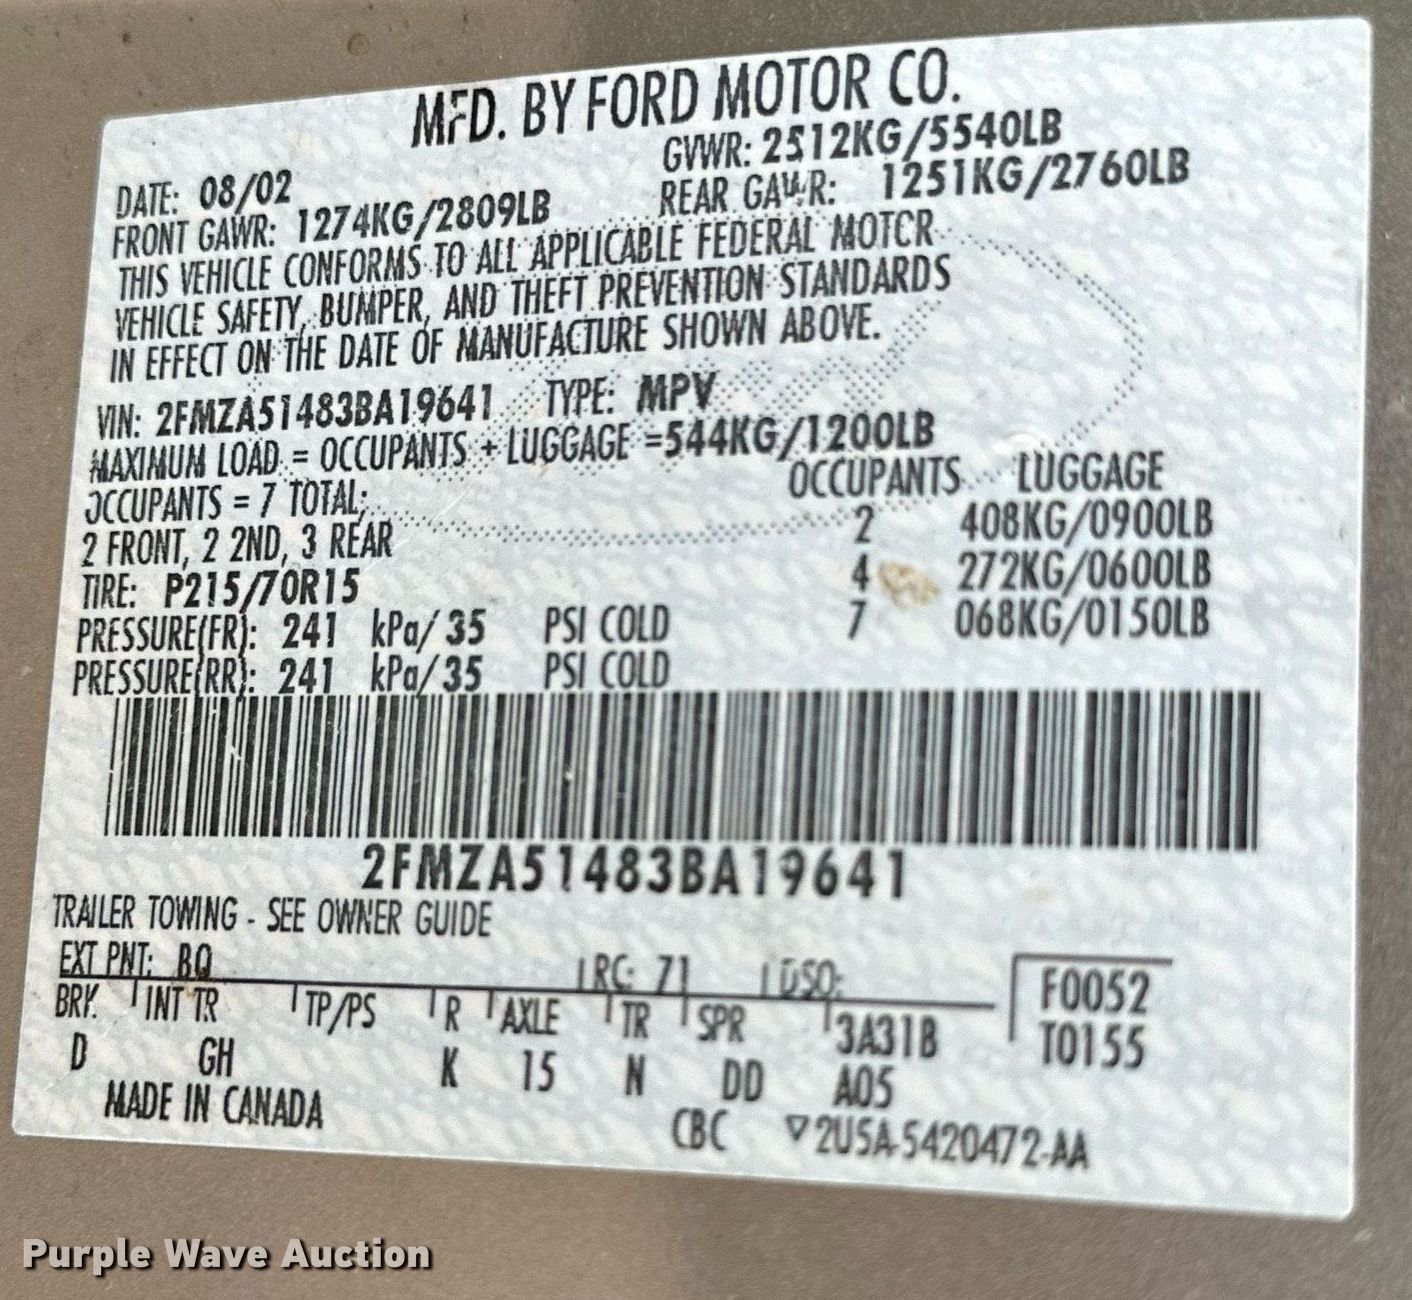 MFD. BY FORD MOTOR CO.
DATE: 08/02 GVWR: 2512KG/5540LB
FRONT GAWR: 1274KG/2809LB REAR GAWR: 1251KG/2760LB
THIS VEHICLE CONFORMS TO ALL APPLICABLE FEDERAL MOTOR
VEHICLE SAFETY, BUMPER, AND THEFT PREVENTION STANDARDS
IN EFFECT ON THE DATE OF MANUFACTURE SHOWN ABOVE.
VIN: 2FMZA51483BA19641 TYPE: MPV
MAXIMUM LOAD = OCCUPANTS + LUGGAGE =544KG/1200LB
OCCUPANTS = 7 TOTAL; OCCUPANTS LUGGAGE
2 FRONT, 2 2ND, 3 REAR 2 408KG/0900LB
TIRE: P215/70R15 4 272KG/0600LB
PRESSURE(FR): 241 kPa/ 35 PSI COLD 7 068KG/0150LB
PRESSURE(RR): 241 kPa/ 35 PSI COLD
2FMZA51483BA19641
TRAILER TOWING - SEE OWNER GUIDE
EXT PNT: BQ RC: 71 DSO: F0052
BRK INT TR TP/PS R AXLE TR SPR 3A31B T0155
D GH K 15 N DD A05
MADE IN CANADA CBC ▽2U5A-5420472-AA
Purple Wave Auction